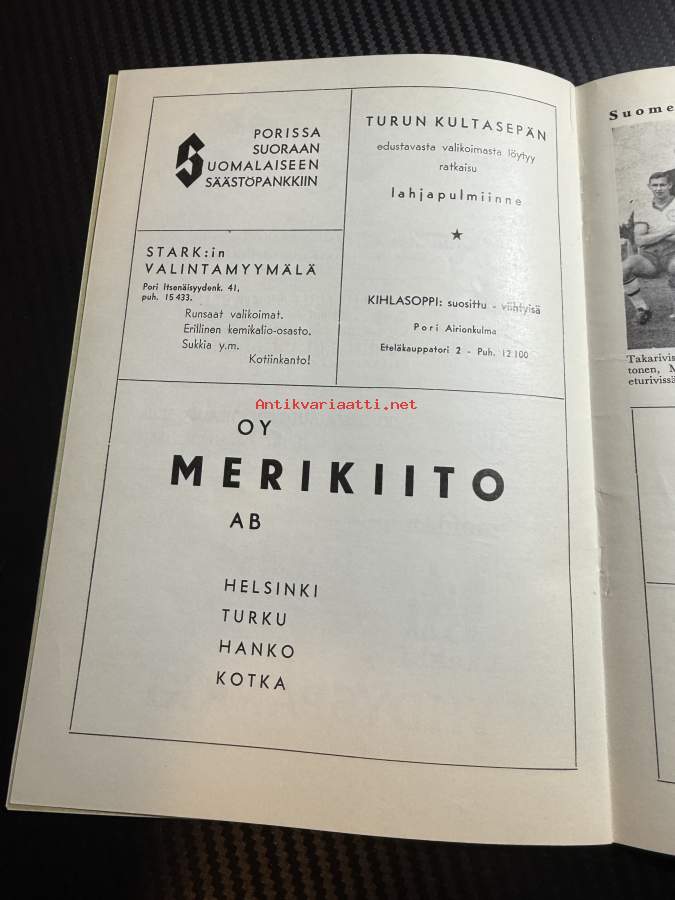 PORISSA
SUORAAN
SUOMALAISEEN
SÄÄSTÖPANKKIIN
TURUN KULTASEPÄN
edustavasta valikoimasta löytyy
ratkaisu
lahjapulmiinne
KIHLASOPPI: suosittu - viihtyisä
Pori Airionkulma
Eteläkauppatori 2 - Puh. 12 100
STARK:in
VALINTAMYYMÄLÄ
Pori Itsenäisyydenk. 41,
puh. 15 433.
Runsaat valikoimat.
Erillinen kemikalio-osasto.
Sukkia y.m.
Kotiinkanto!
Antikvariaatti.net
OY
MERIKIITO
AB
HELSINKI
TURKU
HANKO
KOTKA
Suome
Takarivis
tonen, M
eturivissä